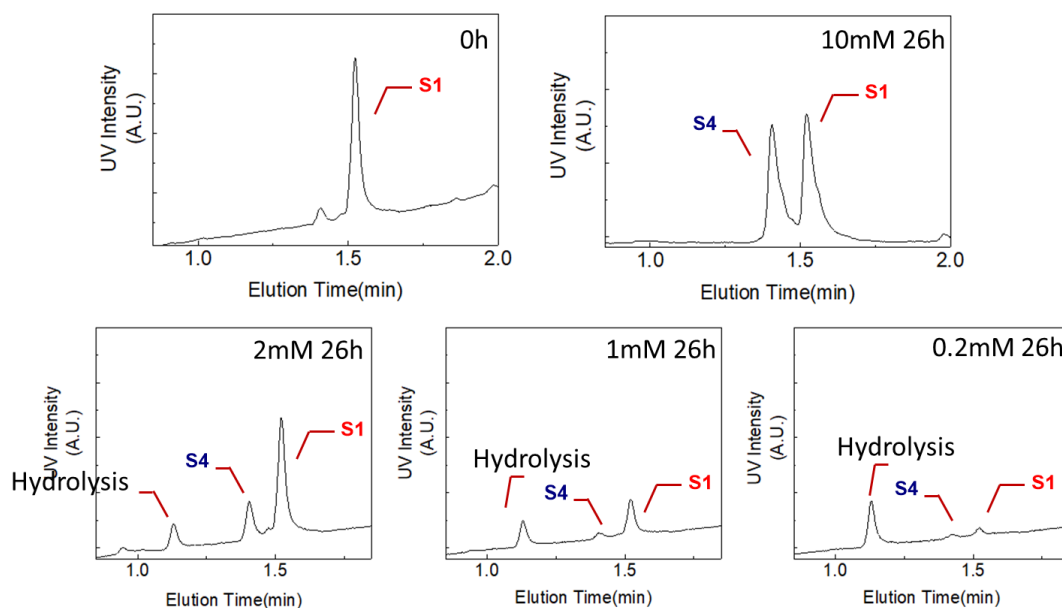 0h
S1
UV Intensity
(A.U.)
1.0
1.5
2.0
Elution Time(min)
10mM 26h
S1
S4
UV Intensity
(A.U.)
1.0
1.5
2.0
Elution Time(min)
2mM 26h
S1
S4
Hydrolysis
UV Intensity
(A.U.)
1.0
1.5
Elution Time(min)
1mM 26h
Hydrolysis
S4
S1
UV Intensity
(A.U.)
1.0
1.5
Elution Time(min)
0.2mM 26h
Hydrolysis
S4
S1
UV Intensity
(A.U.)
1.0
1.5
Elution Time(min)